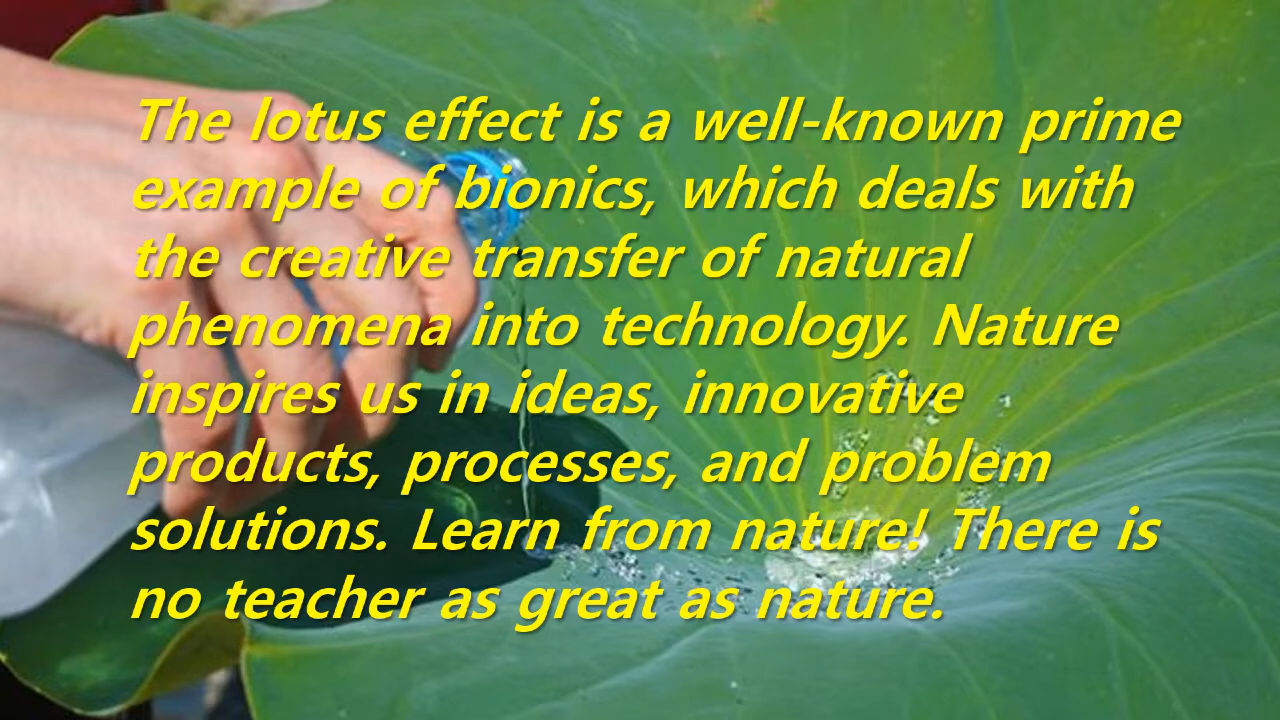 The lotus effect is a well-known prime
example of bionics, which deals with
the creative transfer of natural
phenomena into technology. Nature
inspires us in ideas, innovative
products, processes, and problem
solutions. Learn from nature! There is
no teacher as great as nature.